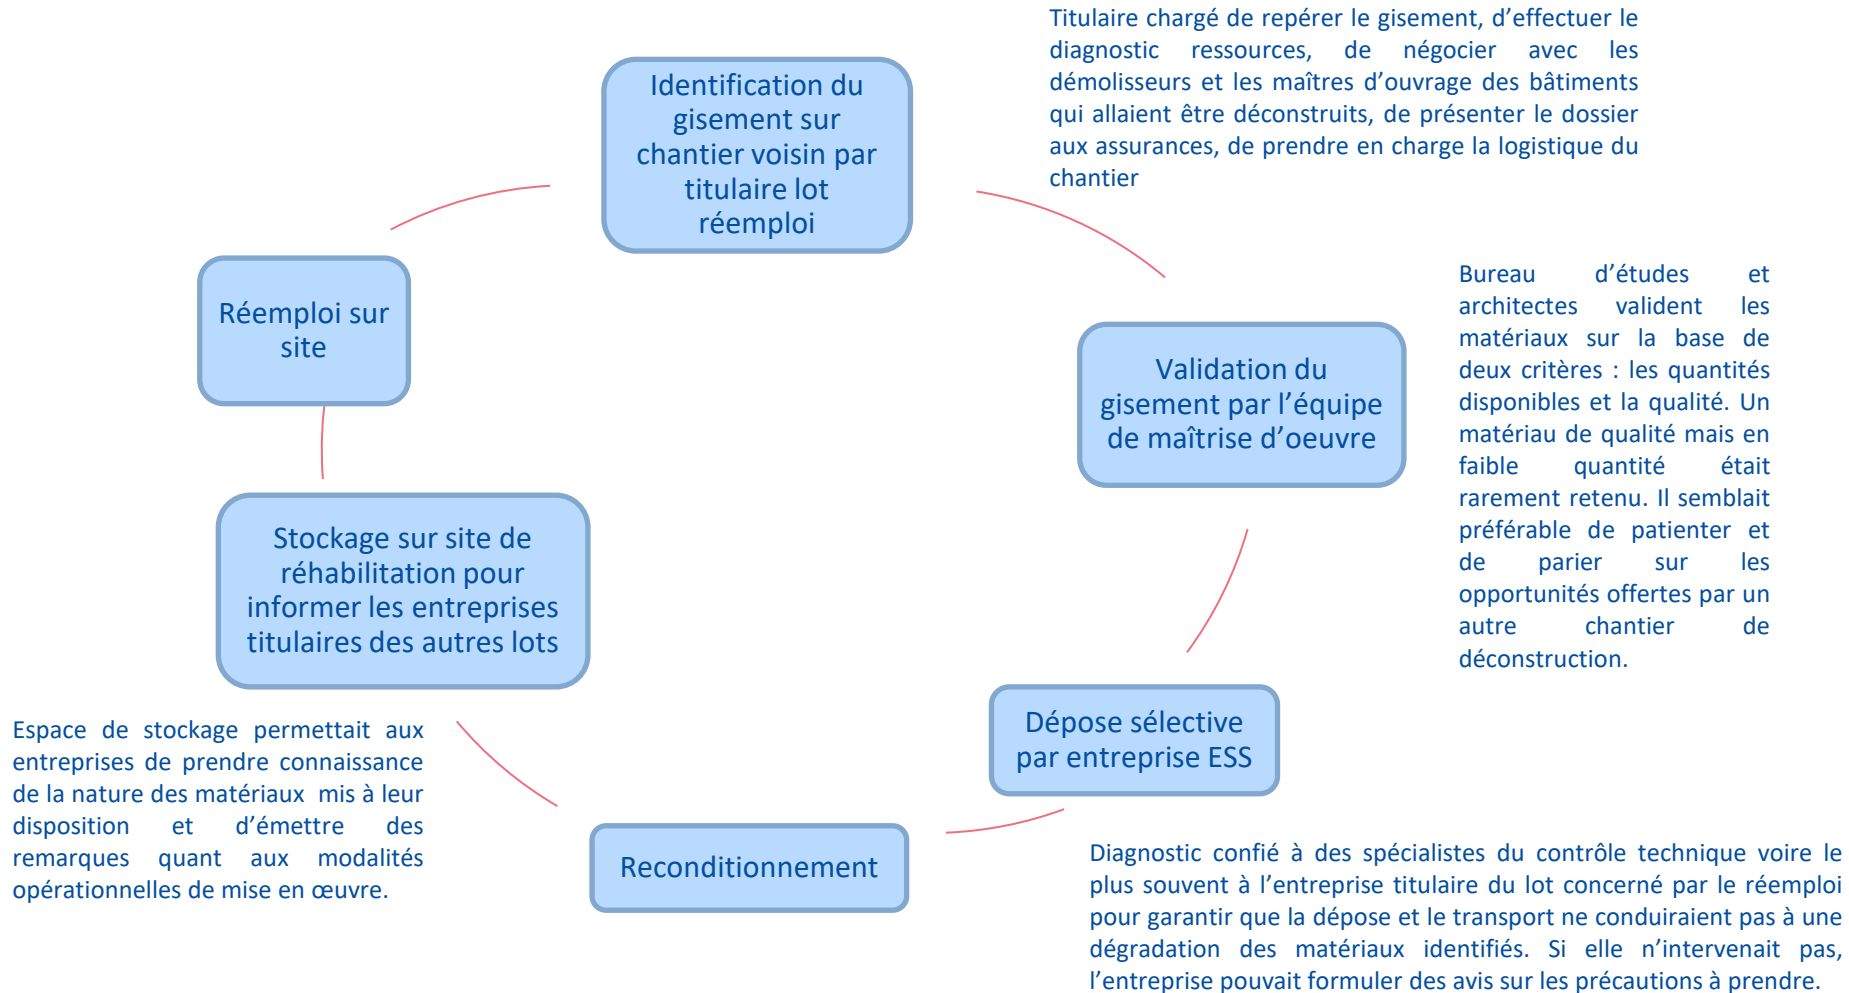 Titulaire chargé de repérer le gisement, d’effectuer le
diagnostic ressources, de négocier avec les
démolisseurs et les maîtres d’ouvrage des bâtiments
qui allaient être déconstruits, de présenter le dossier
aux assurances, de prendre en charge la logistique du
chantier
Identification du
gisement sur
chantier voisin par
titulaire lot
réemploi
Bureau d’études et
architectes valident les
matériaux sur la base de
deux critères : les quantités
disponibles et la qualité. Un
matériau de qualité mais en
faible quantité était
rarement retenu. Il semblait
préférable de patienter et
de parier sur les
opportunités offertes par un
autre chantier de
déconstruction.
Validation du
gisement par l’équipe
de maîtrise d’oeuvre
Dépose sélective
par entreprise ESS
Diagnostic confié à des spécialistes du contrôle technique voire le
plus souvent à l’entreprise titulaire du lot concerné par le réemploi
pour garantir que la dépose et le transport ne conduiraient pas à une
dégradation des matériaux identifiés. Si elle n’intervenait pas,
l’entreprise pouvait formuler des avis sur les précautions à prendre.
Reconditionnement
Stockage sur site de
réhabilitation pour
informer les entreprises
titulaires des autres lots
Espace de stockage permettait aux
entreprises de prendre connaissance
de la nature des matériaux mis à leur
disposition et d’émettre des
remarques quant aux modalités
opérationnelles de mise en œuvre.
Réemploi sur
site